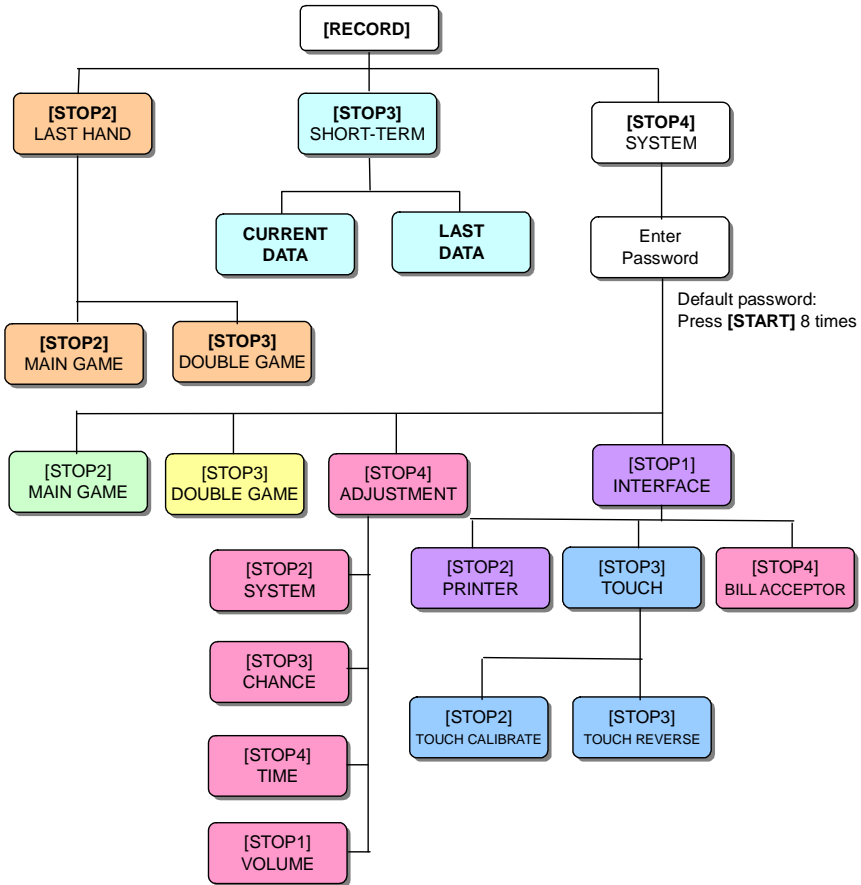 [RECORD]
[STOP2]
LAST HAND
[STOP3]
SHORT-TERM
[STOP4]
SYSTEM
CURRENT
DATA
LAST
DATA
Enter
Password
Default password:
Press [START] 8 times
[STOP2]
MAIN GAME
[STOP3]
DOUBLE GAME
[STOP2]
MAIN GAME
[STOP3]
DOUBLE GAME
[STOP4]
ADJUSTMENT
[STOP1]
INTERFACE
[STOP2]
SYSTEM
[STOP3]
CHANCE
[STOP4]
TIME
[STOP1]
VOLUME
[STOP2]
PRINTER
[STOP3]
TOUCH
[STOP4]
BILL ACCEPTOR
[STOP2]
TOUCH CALIBRATE
[STOP3]
TOUCH REVERSE